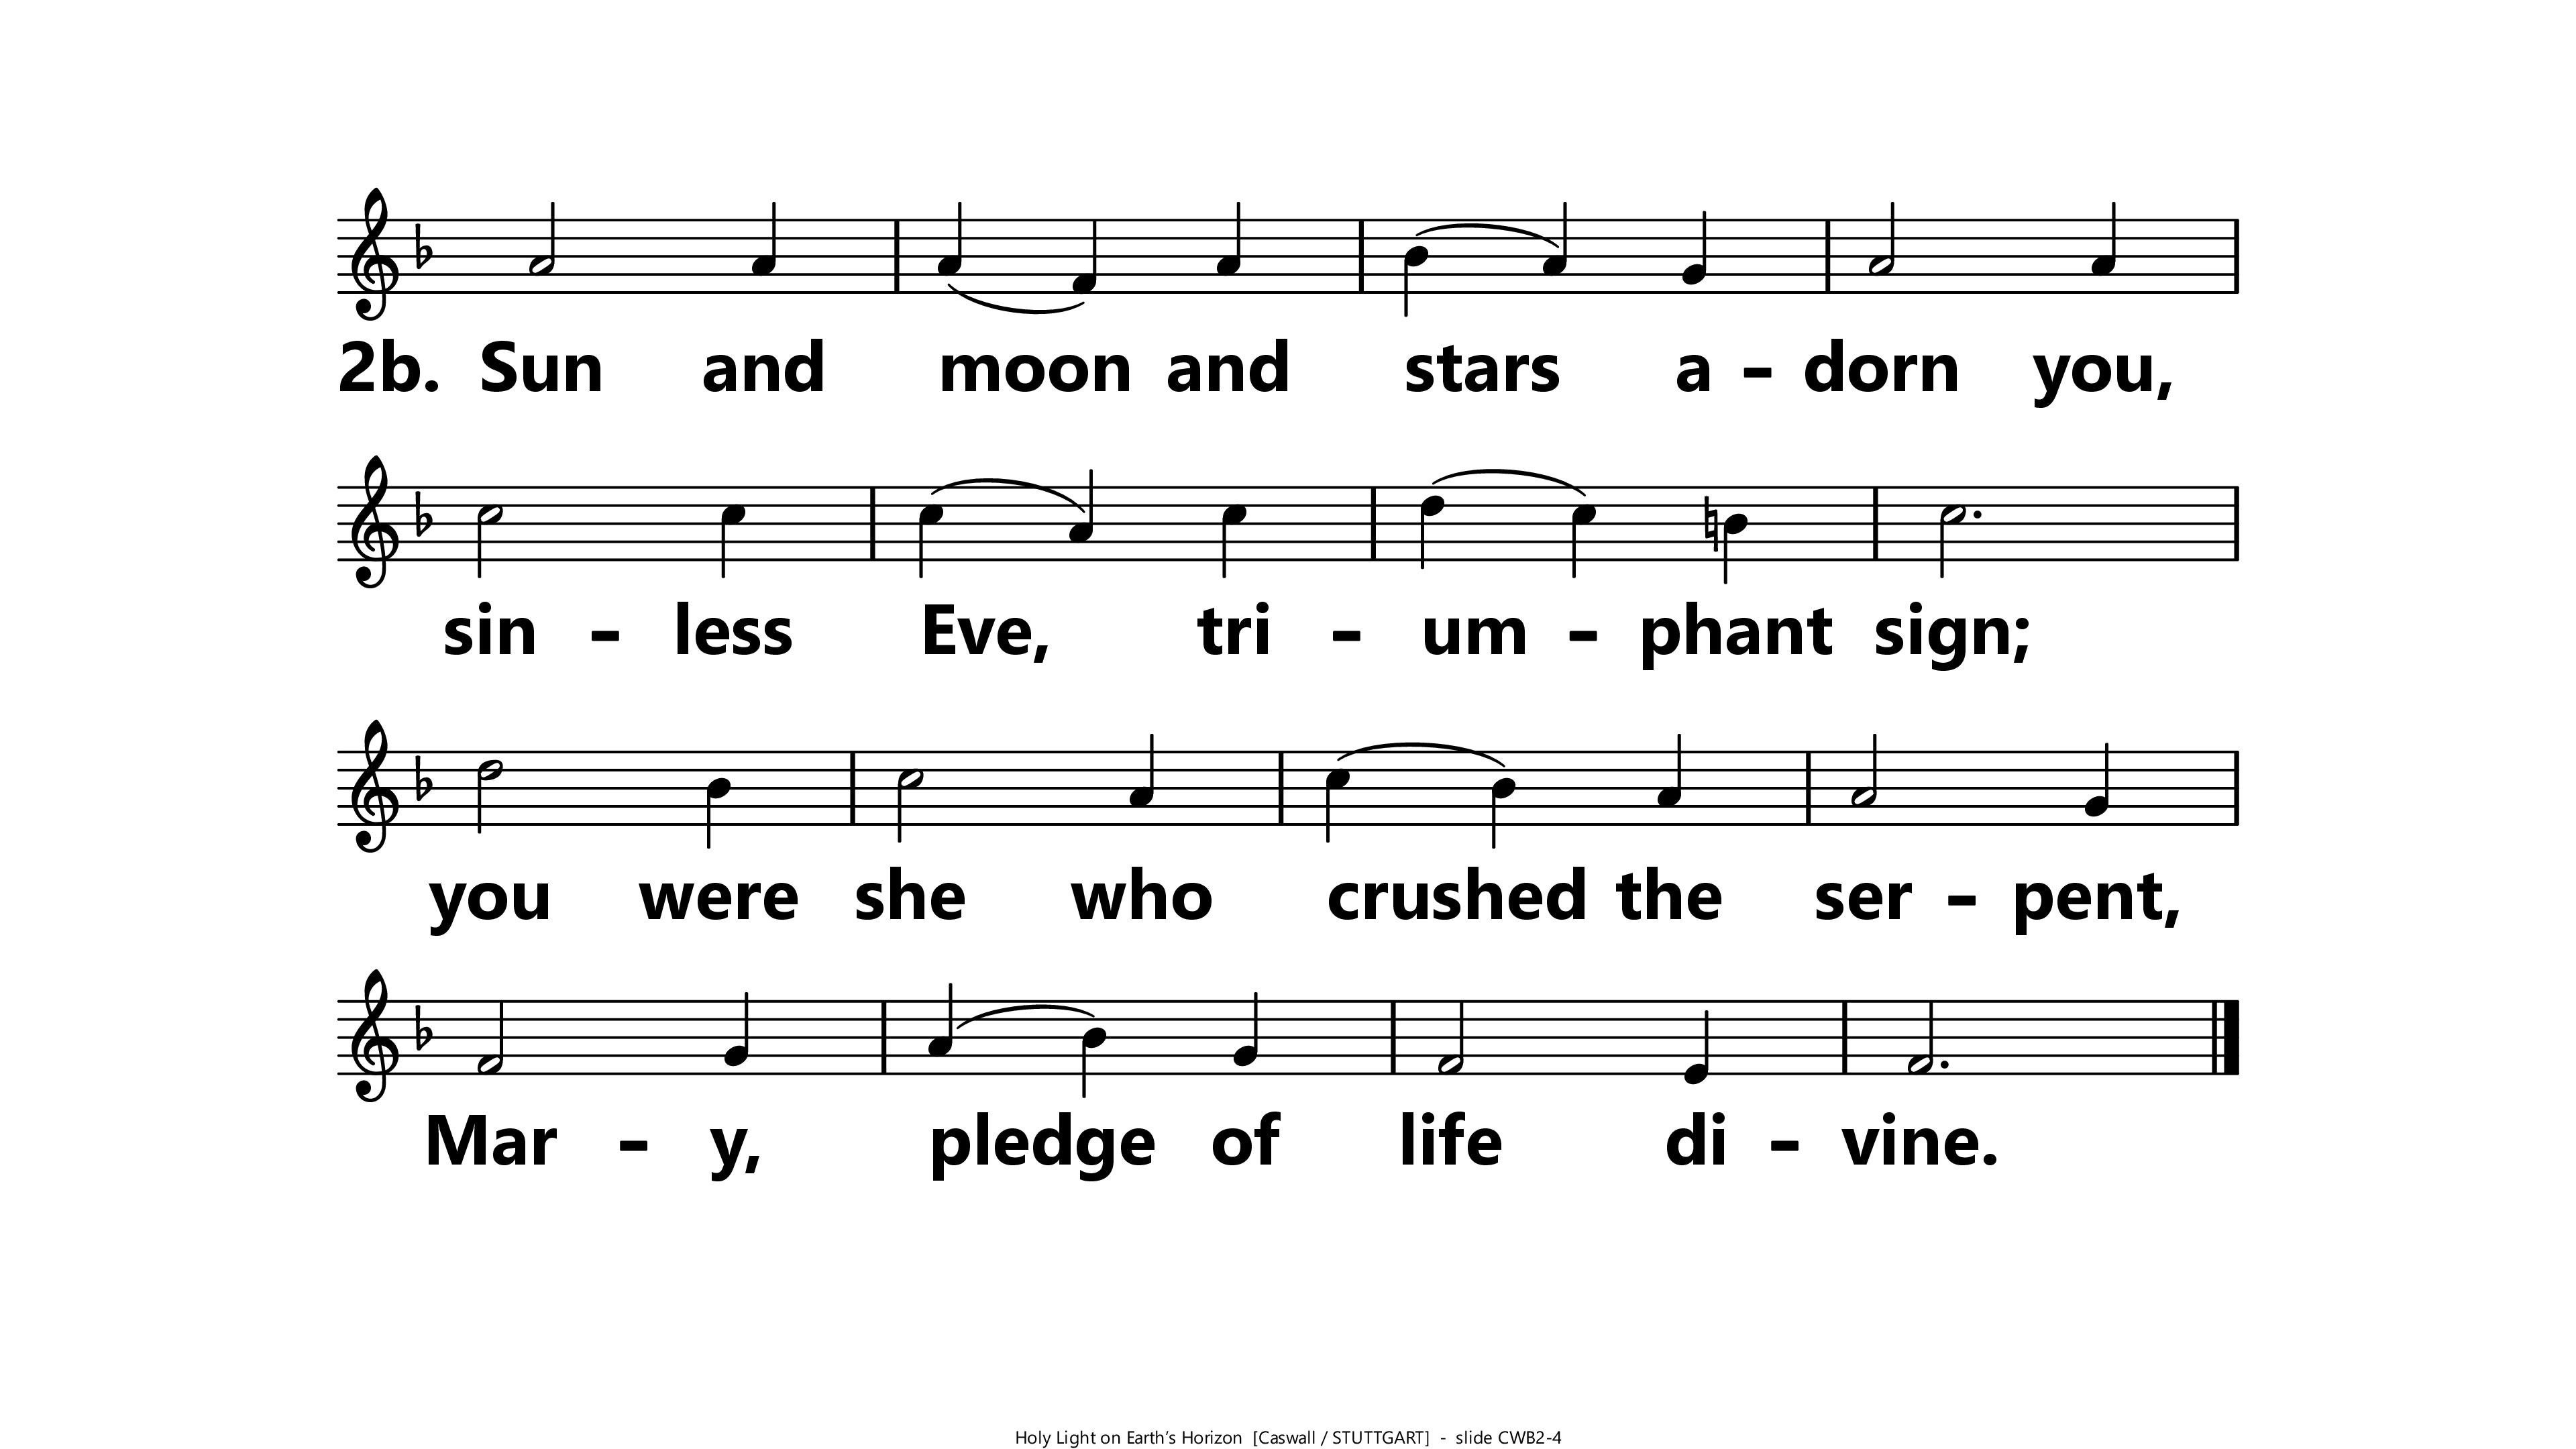 2b. Sun and moon and stars a - dorn you,
sin - less Eve, tri - um - phant sign;
you were she who crushed the ser - pent,
Mar - y, pledge of life di - vine.
Holy Light on Earth’s Horizon [Caswall / STUTTGART] - slide CWB2-4